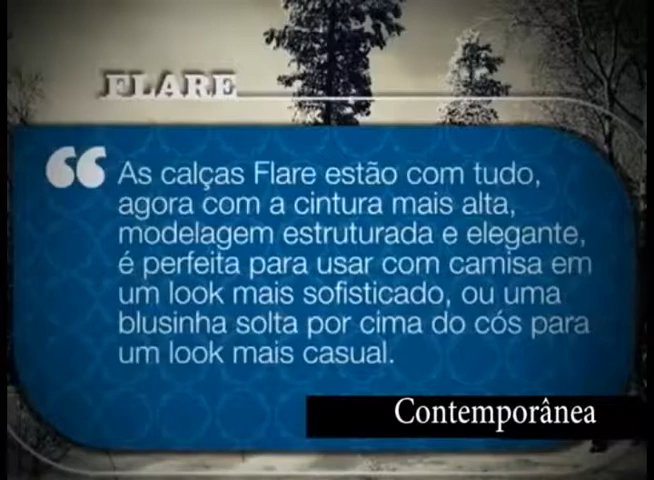 FLARE
“ As calças Flare estão com tudo,
agora com a cintura mais alta,
modelagem estruturada e elegante,
é perfeita para usar com camisa em
um look mais sofisticado, ou uma
blusinha solta por cima do cós para
um look mais casual.
Contemporânea